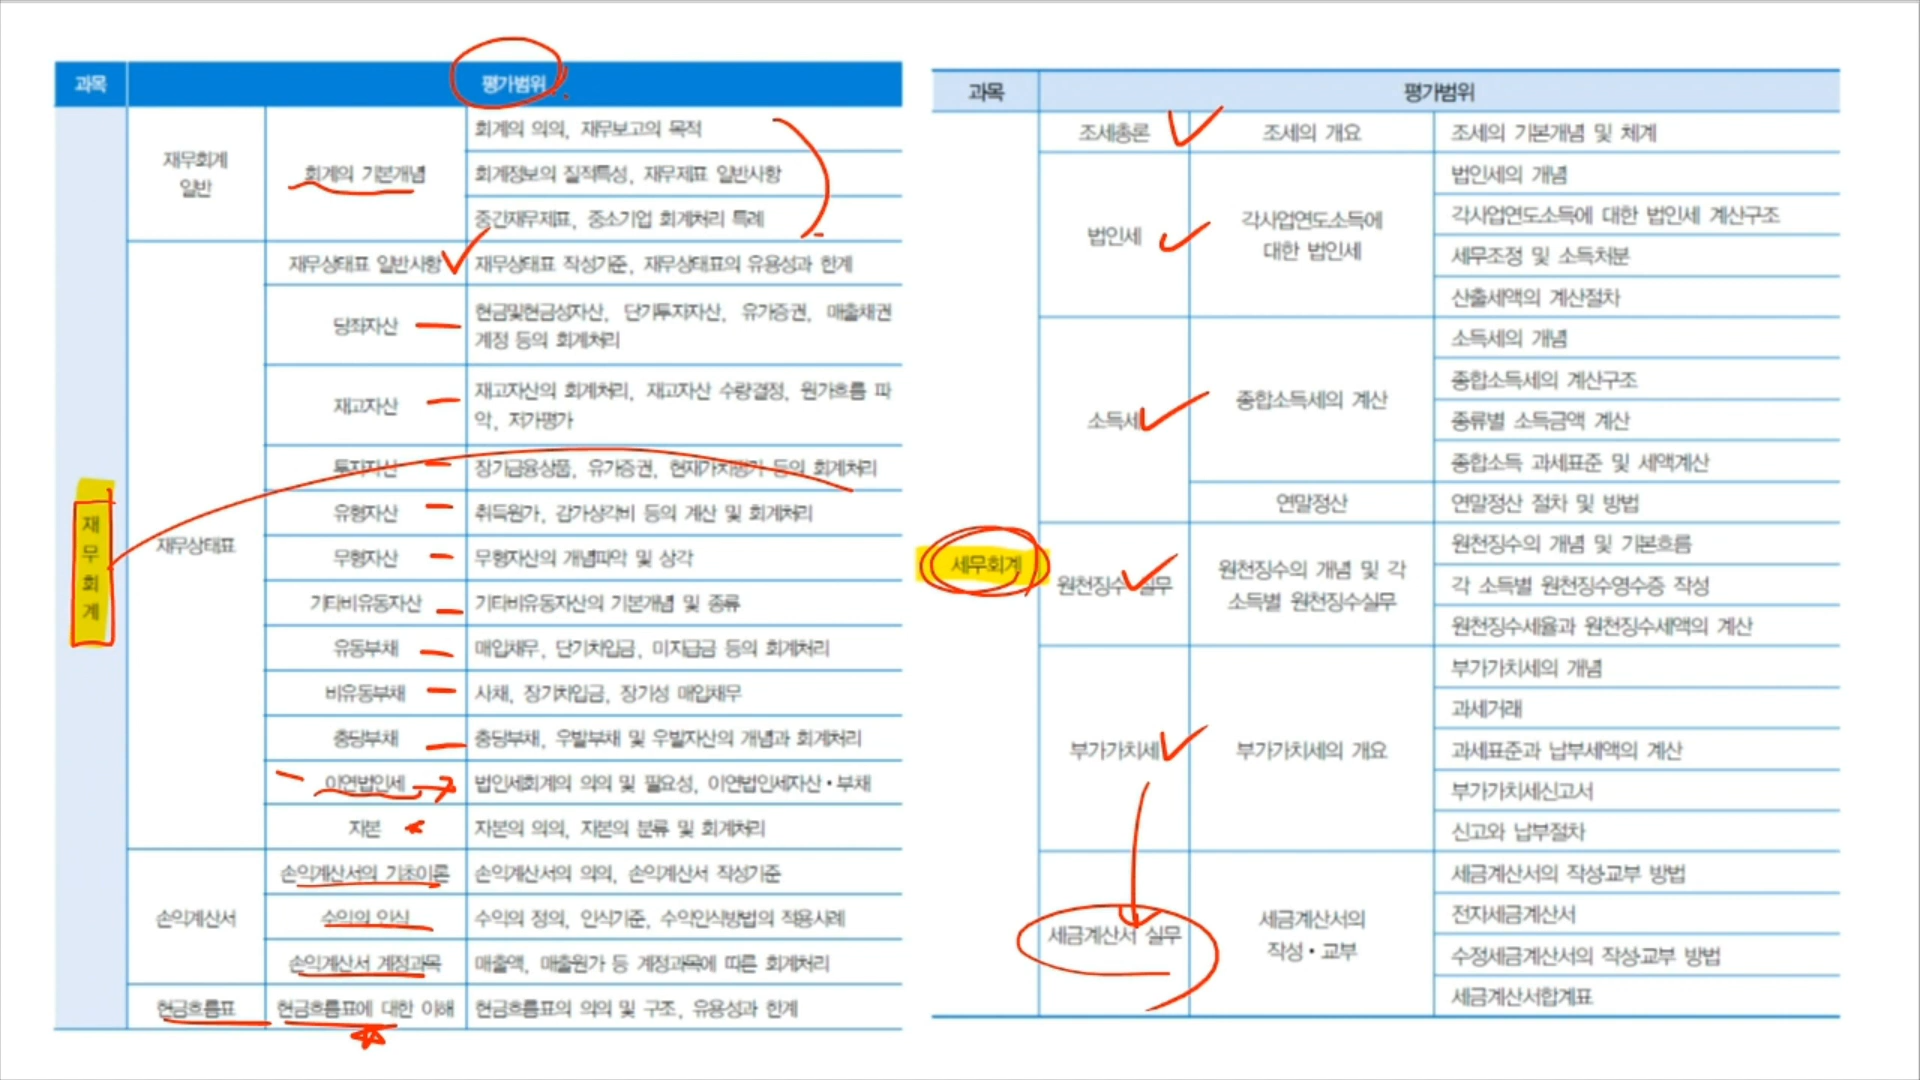 과목 평가범위
재무회계
재무회계 일반
회계의 기본개념
회계의 의의, 재무보고의 목적
회계정보의 질적특성, 재무제표 일반사항
중간재무제표, 중소기업 회계처리 특례
재무상태표
재무상태표 일반사항
재무상태표 작성기준, 재무상태표의 유용성과 한계
당좌자산
현금및현금성자산, 단기투자자산, 유가증권, 매출채권
계정 등의 회계처리
재고자산
재고자산의 회계처리, 재고자산 수량결정, 원가흐름 파
악, 저가평가
투자자산
장기금융상품, 유가증권, 현재가치평가 등의 회계처리
유형자산
취득원가, 감가상각비 등의 계산 및 회계처리
무형자산
무형자산의 개념파악 및 상각
기타비유동자산
기타비유동자산의 기본개념 및 종류
유동부채
매입채무, 단기차입금, 미지급금 등의 회계처리
비유동부채
사채, 장기차입금, 장기성 매입채무
충당부채
충당부채, 우발부채 및 우발자산의 개념과 회계처리
이연법인세
법인세회계의 의의 및 필요성, 이연법인세자산·부채
자본
자본의 의의, 자본의 분류 및 회계처리
손익계산서
손익계산서의 기초이론
손익계산서의 의의, 손익계산서 작성기준
수익의 인식
수익의 정의, 인식기준, 수익인식방법의 적용사례
손익계산서 계정과목
매출액, 매출원가 등 계정과목에 따른 회계처리
현금흐름표
현금흐름표에 대한 이해
현금흐름표의 의의 및 구조, 유용성과 한계
과목 평가범위
세무회계
조세총론
조세의 개요
조세의 기본개념 및 체계
법인세
각사업연도소득에
대한 법인세
법인세의 개념
각사업연도소득에 대한 법인세 계산구조
세무조정 및 소득처분
산출세액의 계산절차
소득세
종합소득세의 계산
소득세의 개념
종합소득세의 계산구조
종류별 소득금액 계산
종합소득 과세표준 및 세액계산
연말정산
연말정산 절차 및 방법
원천징수 실무
원천징수의 개념 및 각
소득별 원천징수실무
원천징수의 개념 및 기본흐름
각 소득별 원천징수영수증 작성
원천징수세율과 원천징수세액의 계산
부가가치세
부가가치세의 개요
부가가치세의 개념
과세거래
과세표준과 납부세액의 계산
부가가치세신고서
신고와 납부절차
세금계산서 실무
세금계산서의
작성·교부
세금계산서의 작성·교부 방법
전자세금계산서
수정세금계산서의 작성·교부 방법
세금계산서합계표